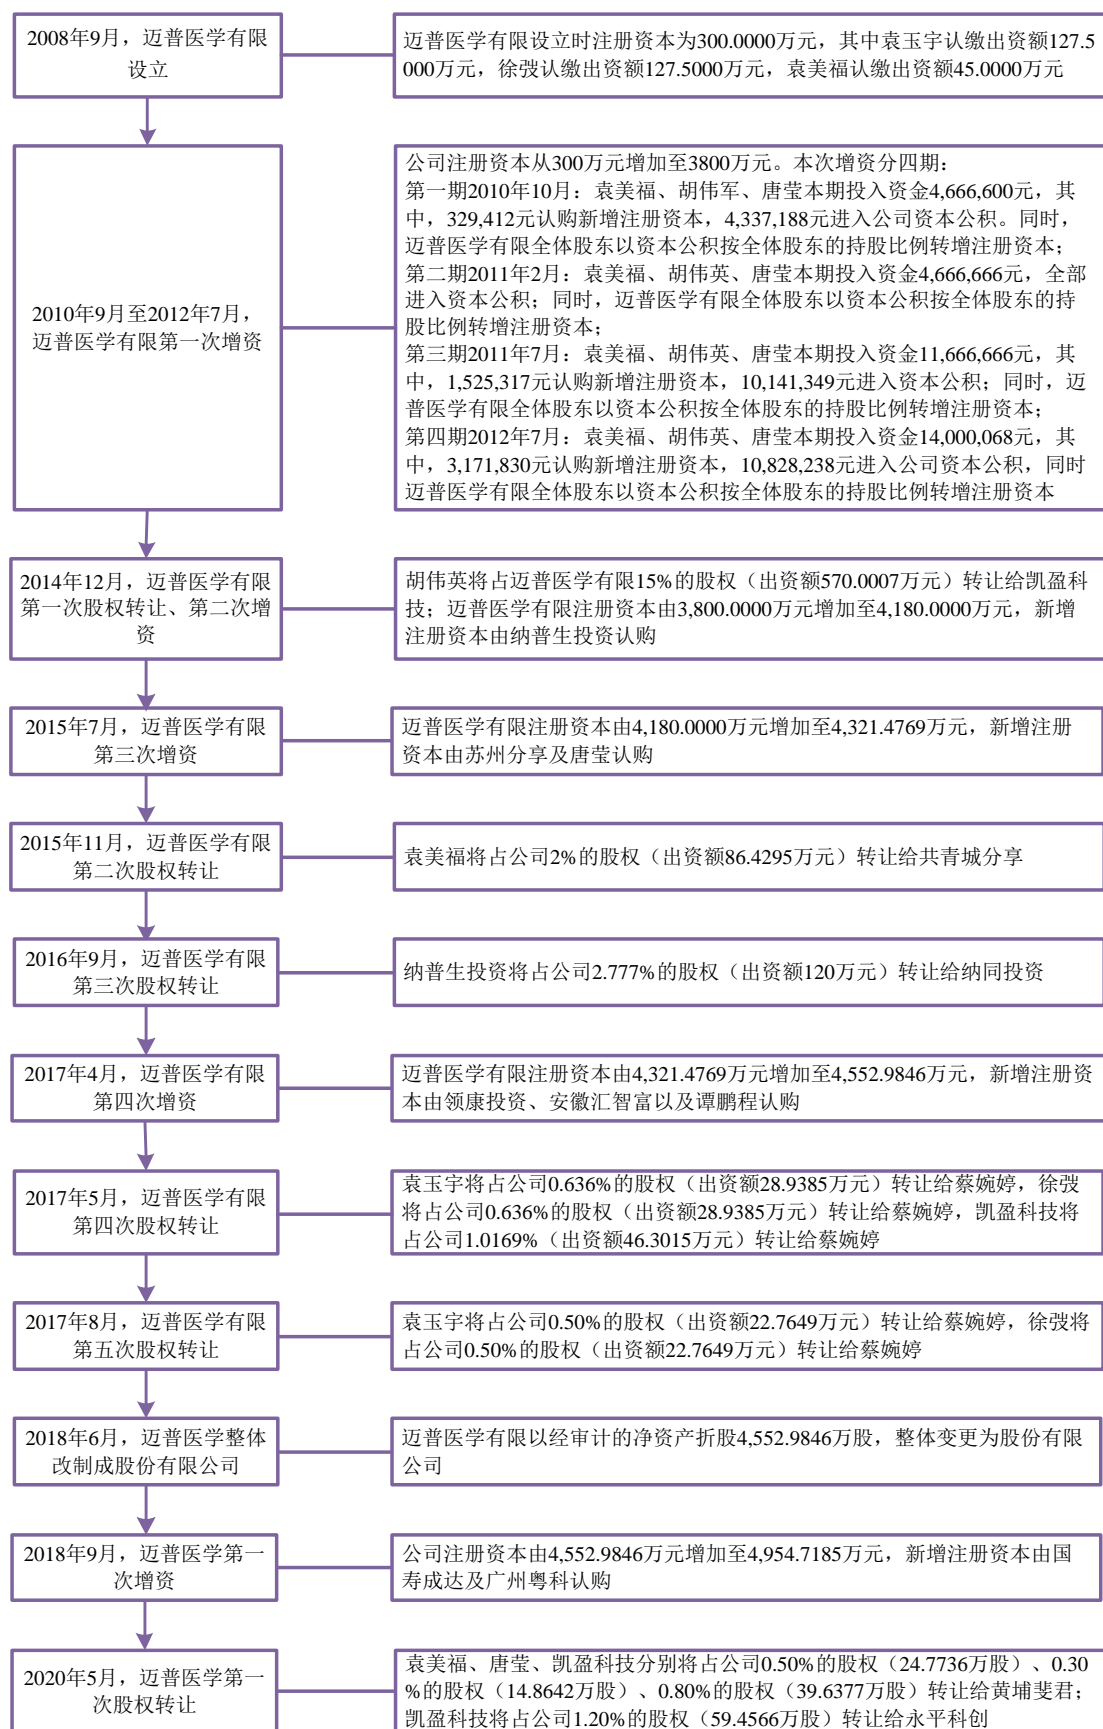 2008年9月，迈普医学有限
设立
迈普医学有限设立时注册资本为300.0000万元，其中袁玉宇认缴出资额127.5
000万元，徐弢认缴出资额127.5000万元，袁美福认缴出资额45.0000万元
2010年9月至2012年7月，
迈普医学有限第一次增资
公司注册资本从300万元增加至3800万元。本次增资分四期：
第一期2010年10月：袁美福、胡伟军、唐莹本期投入资金4,666,600元，其
中，329,412元认购新增注册资本，4,337,188元进入公司资本公积。同时，
迈普医学有限全体股东以资本公积按全体股东的持股比例转增注册资本；
第二期2011年2月：袁美福、胡伟英、唐莹本期投入资金4,666,666元，全部
进入资本公积；同时，迈普医学有限全体股东以资本公积按全体股东的持
股比例转增注册资本；
第三期2011年7月：袁美福、胡伟英、唐莹本期投入资金11,666,666元，其
中，1,525,317元认购新增注册资本，10,141,349元进入资本公积；同时，迈
普医学有限全体股东以资本公积按全体股东的持股比例转增注册资本；
第四期2012年7月：袁美福、胡伟英、唐莹本期投入资金14,000,068元，其
中，3,171,830元认购新增注册资本，10,828,238元进入公司资本公积，同时
迈普医学有限全体股东以资本公积按全体股东的持股比例转增注册资本
2014年12月，迈普医学有限
第一次股权转让、第二次增
资
胡伟英将占迈普医学有限15%的股权（出资额570.0007万元）转让给凯盈科
技；迈普医学有限注册资本由3,800.0000万元增加至4,180.0000万元，新增
注册资本由纳普生投资认购
2015年7月，迈普医学有限
第三次增资
迈普医学有限注册资本由4,180.0000万元增加至4,321.4769万元，新增注册
资本由苏州分享及唐莹认购
2015年11月，迈普医学有限
第二次股权转让
袁美福将占公司2%的股权（出资额86.4295万元）转让给共青城分享
2016年9月，迈普医学有限
第三次股权转让
纳普生投资将占公司2.777%的股权（出资额120万元）转让给纳同投资
2017年4月，迈普医学有限
第四次增资
迈普医学有限注册资本由4,321.4769万元增加至4,552.9846万元，新增注册资
本由领康投资、安徽汇智富以及谭鹏程认购
2017年5月，迈普医学有限
第四次股权转让
袁玉宇将占公司0.636%的股权（出资额28.9385万元）转让给蔡婉婷，徐弢
将占公司0.636%的股权（出资额28.9385万元）转让给蔡婉婷，凯盈科技将
占公司1.0169%（出资额46.3015万元）转让给蔡婉婷
2017年8月，迈普医学有限
第五次股权转让
袁玉宇将占公司0.50%的股权（出资额22.7649万元）转让给蔡婉婷，徐弢将
占公司0.50%的股权（出资额22.7649万元）转让给蔡婉婷
2018年6月，迈普医学整体
改制成股份有限公司
迈普医学有限以经审计的净资产折股4,552.9846万股，整体变更为股份有限
公司
2018年9月，迈普医学第一
次增资
公司注册资本由4,552.9846万元增加至4,954.7185万元，新增注册资本由国
寿成达及广州粤科认购
2020年5月，迈普医学第一
次股权转让
袁美福、唐莹、凯盈科技分别将占公司0.50%的股权（24.7736万股）、0.30
%的股权（14.8642万股）、0.80%的股权（39.6377万股）转让给黄埔斐君；
凯盈科技将占公司1.20%的股权（59.4566万股）转让给永平科创